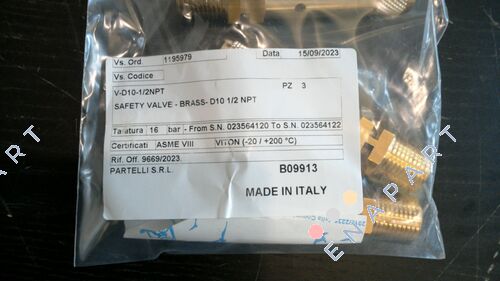 Vs. Ord. 1195979 Data 15/09/2023
Vs. Codice
V-D10-1/2NPT PZ 3
SAFETY VALVE - BRASS- D10 1/2 NPT
Taratura 16 bar - From S.N. 023564120 To S.N. 023564122
Certificati ASME VIII VITON (-20 / +200 °C)
Rif. Off. 9669/2023
PARTELLI S.R.L. B09913
MADE IN ITALY
EMAPART
EMAPART